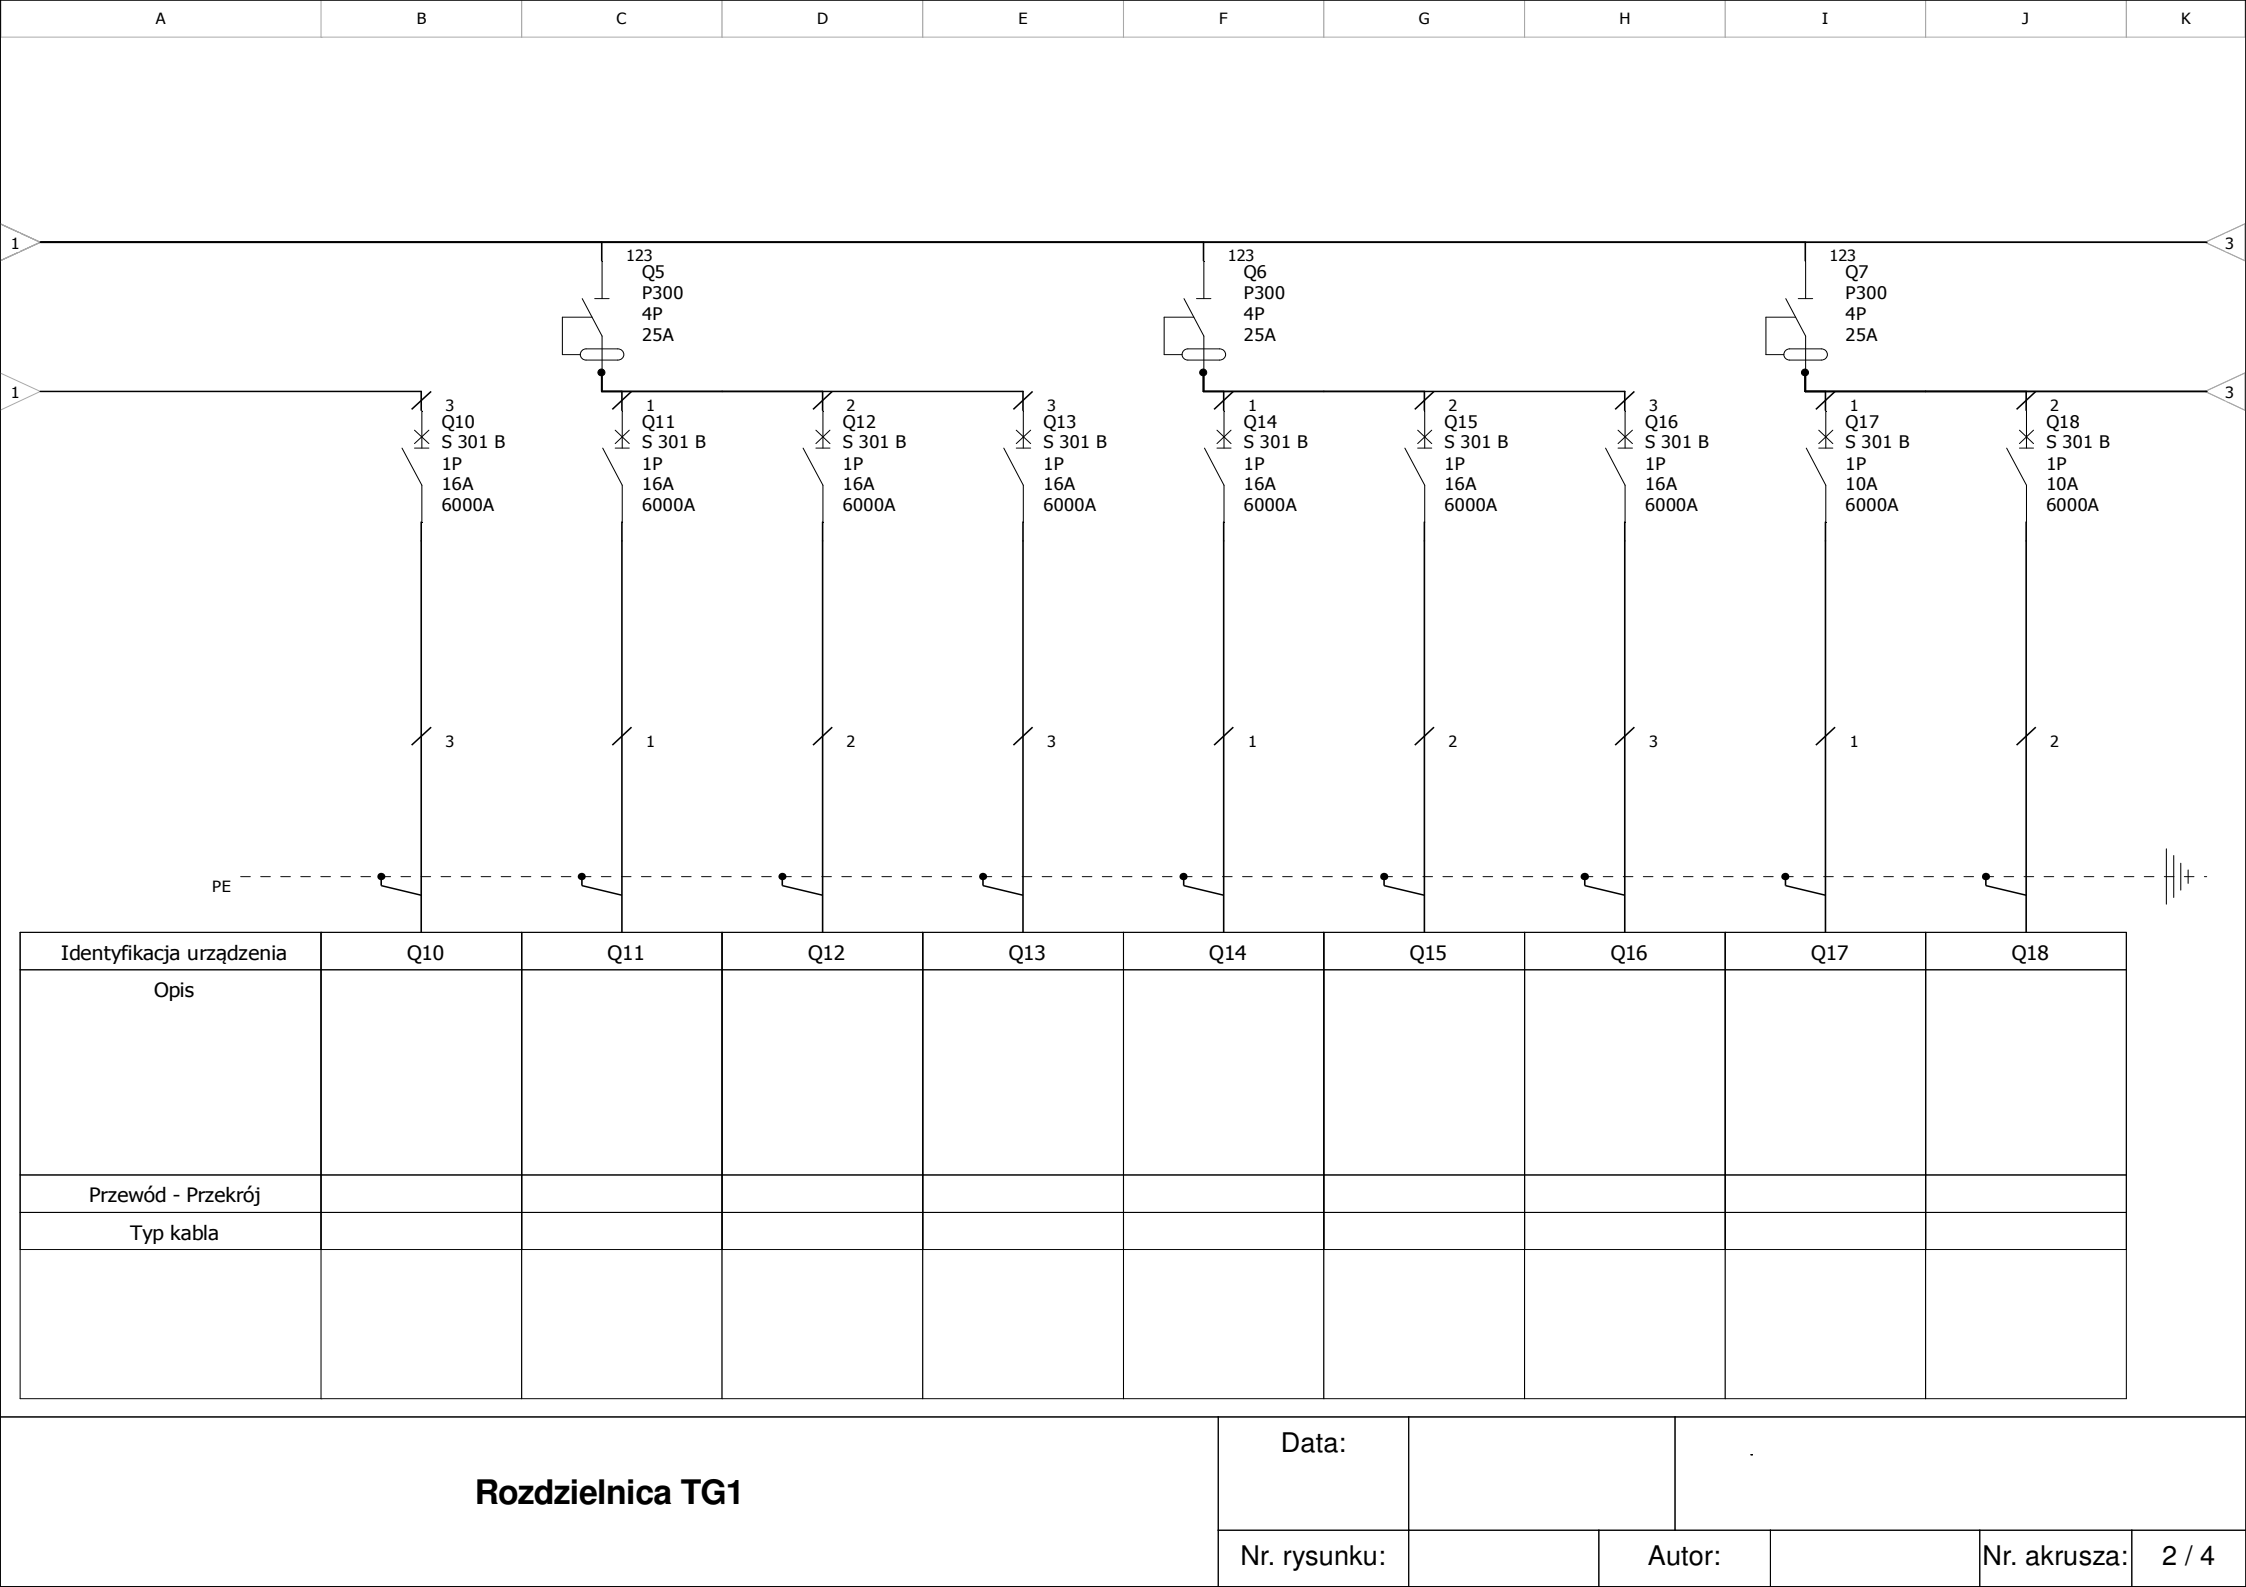 A B C D E F G H I J K
1 3
123 123 123
Q5 Q6 Q7
P300 P300 P300
4P 4P 4P
25A 25A 25A
1 3
3 1 2 3 1 2 3 1 2
Q10 Q11 Q12 Q13 Q14 Q15 Q16 Q17 Q18
S 301 B S 301 B S 301 B S 301 B S 301 B S 301 B S 301 B S 301 B S 301 B
1P 1P 1P 1P 1P 1P 1P 1P 1P
16A 16A 16A 16A 16A 16A 16A 10A 10A
6000A 6000A 6000A 6000A 6000A 6000A 6000A 6000A 6000A
3 1 2 3 1 2 3 1 2
PE
Identyfikacja urządzenia Q10 Q11 Q12 Q13 Q14 Q15 Q16 Q17 Q18
Opis
Przewód - Przekrój
Typ kabla
Rozdzielnica TG1
Data:
-
Nr. rysunku: Autor: Nr. akrusza: 2 / 4